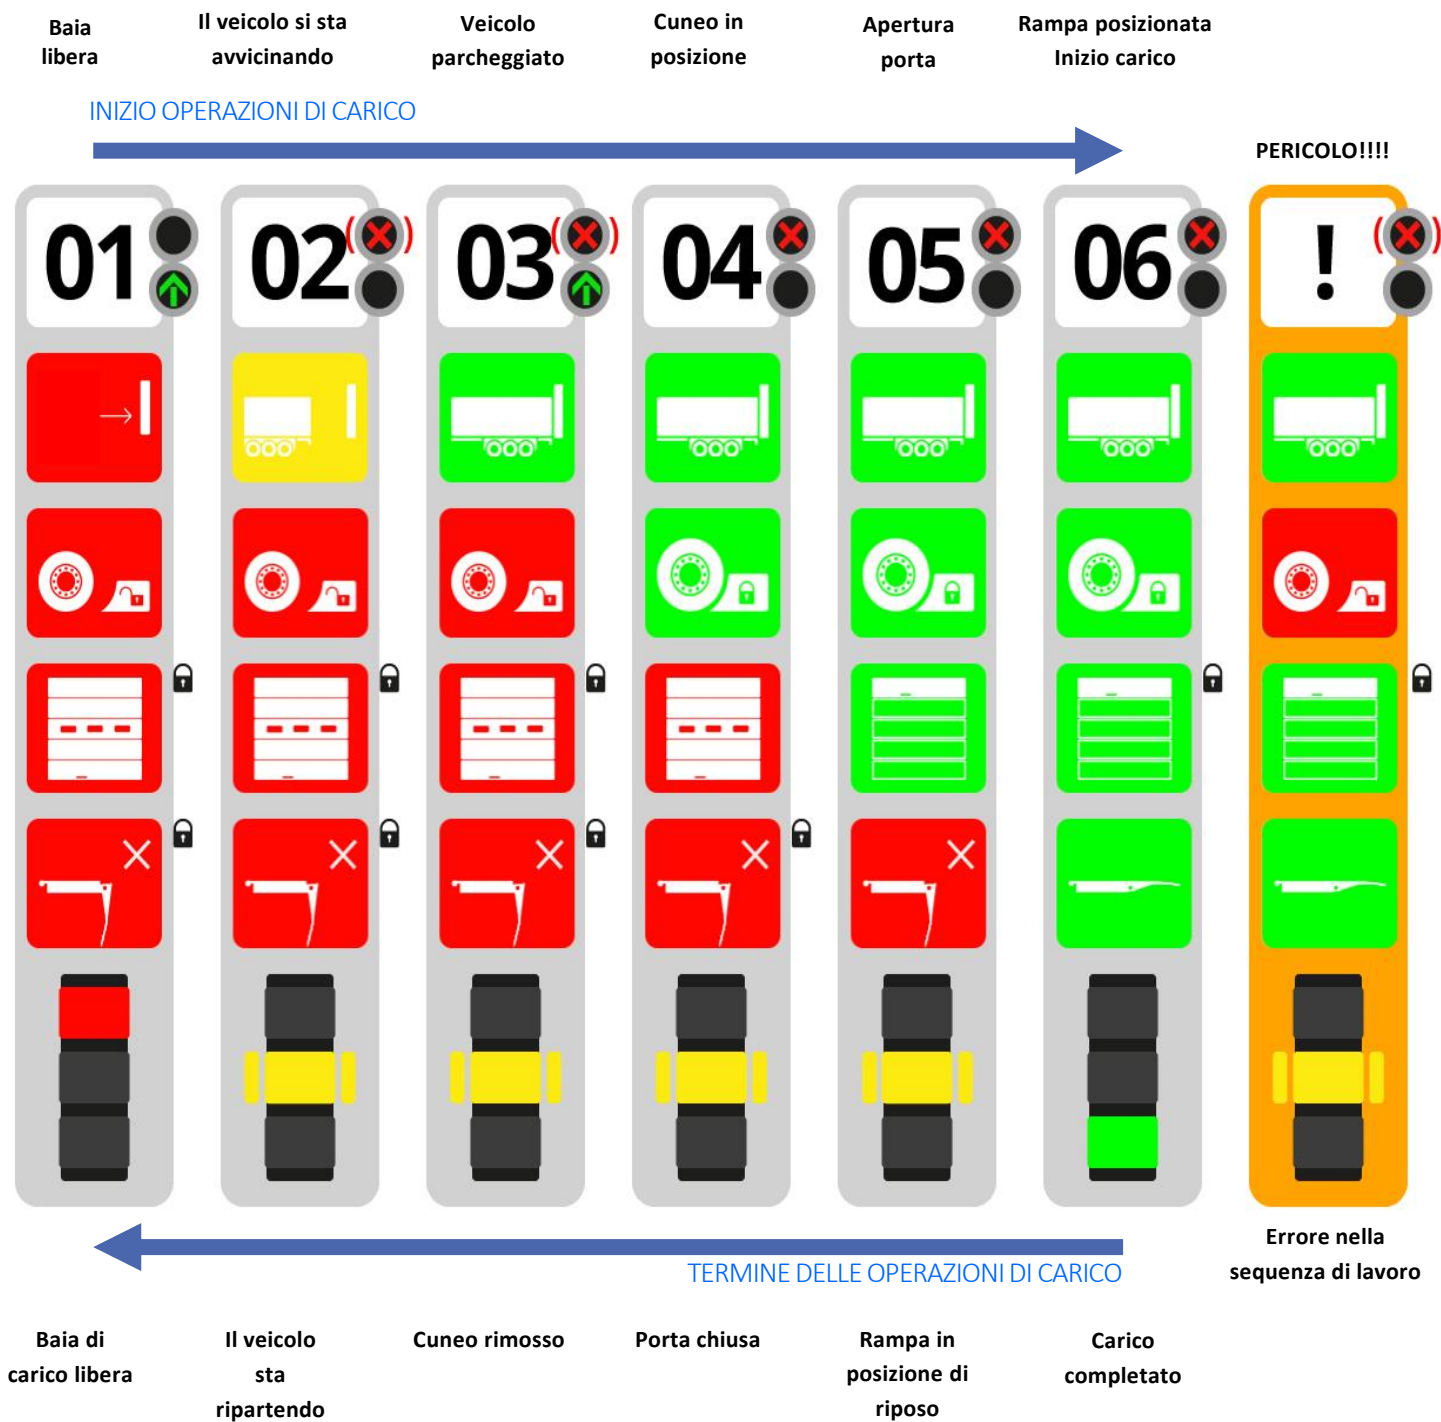 Baia
libera
Il veicolo si sta
avvicinando
Veicolo
parcheggiato
Cuneo in
posizione
Apertura
porta
Rampa posizionata
Inizio carico
INIZIO OPERAZIONI DI CARICO
PERICOLO!!!!
01
02
03
04
05
06
!
TERMINE DELLE OPERAZIONI DI CARICO
Errore nella
sequenza di lavoro
Baia di
carico libera
Il veicolo
sta
ripartendo
Cuneo rimosso
Porta chiusa
Rampa in
posizione di
riposo
Carico
completato